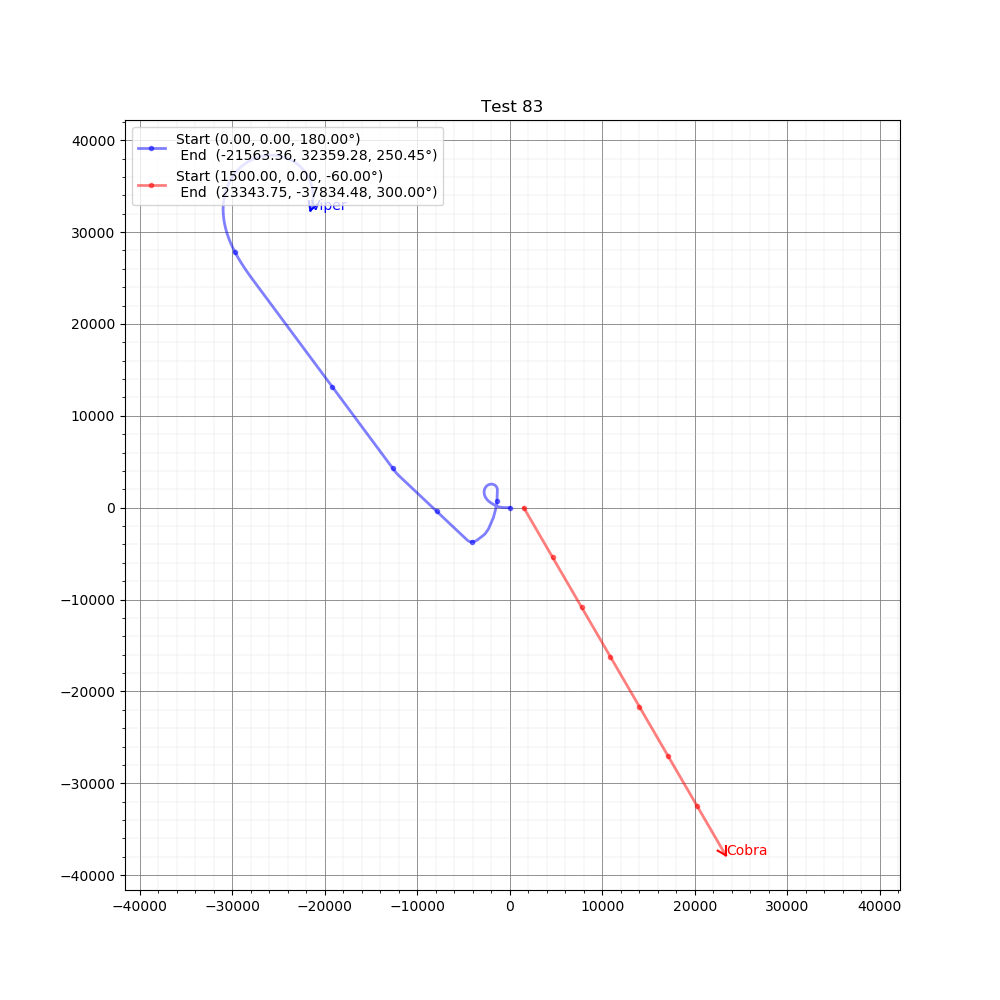 Test 83
Start (0.00, 0.00, 180.00°)
End (-21563.36, 32359.28, 250.45°)
Start (1500.00, 0.00, -60.00°)
End (23343.75, -37834.48, 300.00°)
Viper
Cobra
40000
30000
20000
10000
0
−10000
−20000
−30000
−40000
−40000 −30000 −20000 −10000 0 10000 20000 30000 40000